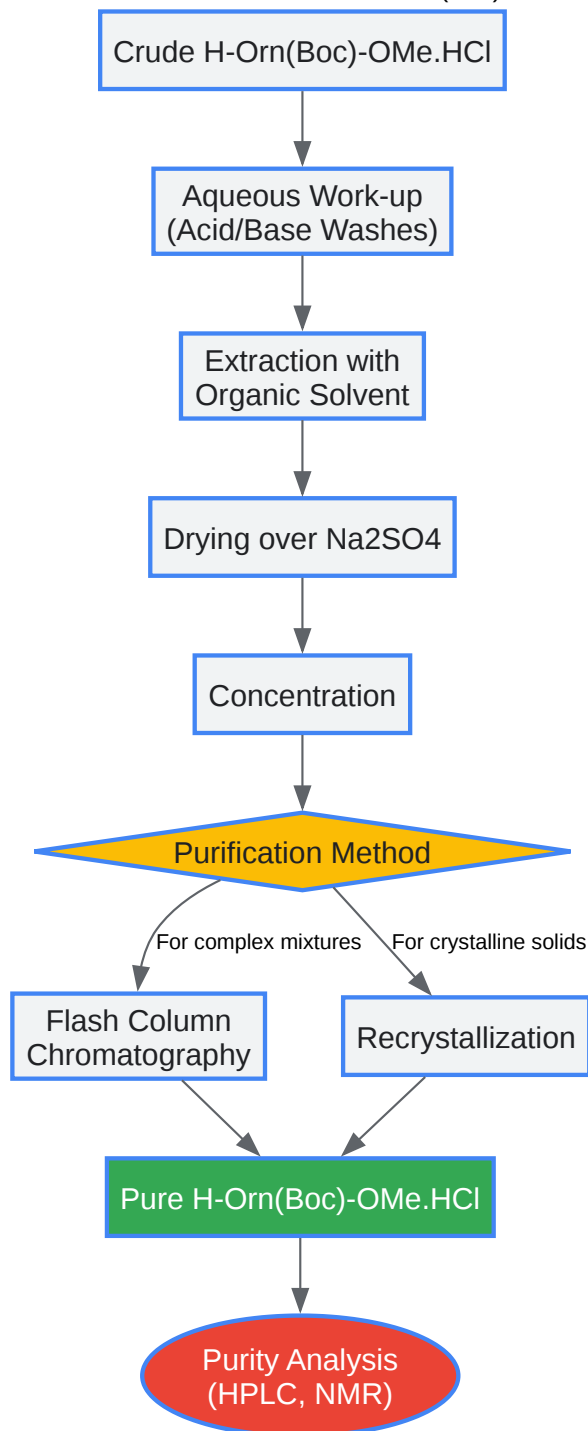 Crude H-Orn(Boc)-OMe.HCl
Aqueous Work-up
(Acid/Base Washes)
Extraction with
Organic Solvent
Drying over Na2SO4
Concentration
Purification Method
For complex mixtures
For crystalline solids
Flash Column
Chromatography
Recrystallization
Pure H-Orn(Boc)-OMe.HCl
Purity Analysis
(HPLC, NMR)